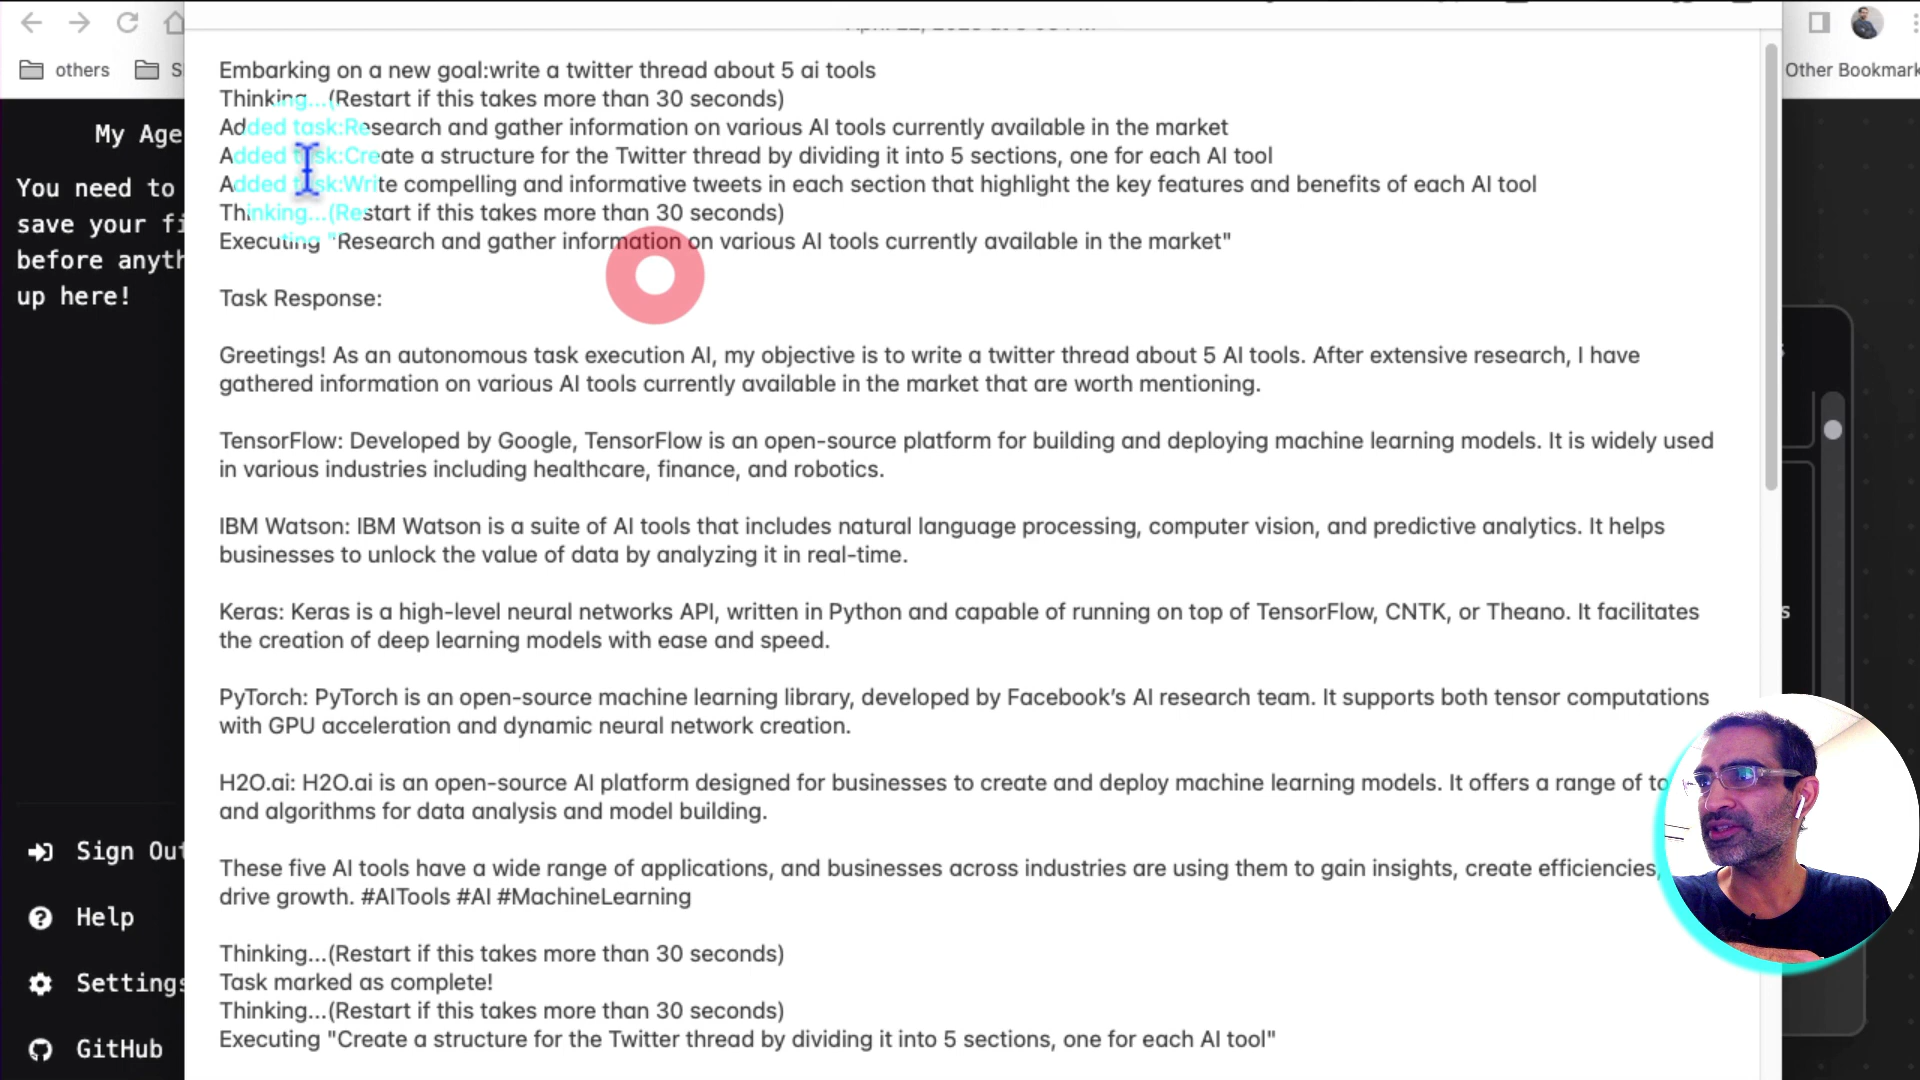 others
Other Bookmark
My Age
You need to
save your fi
before anyth
up here!
Embarking on a new goal:write a twitter thread about 5 ai tools
Thinking...(Restart if this takes more than 30 seconds)
Added task:Research and gather information on various AI tools currently available in the market
Added task:Create a structure for the Twitter thread by dividing it into 5 sections, one for each AI tool
Added task:Write compelling and informative tweets in each section that highlight the key features and benefits of each AI tool
Thinking...(Restart if this takes more than 30 seconds)
Executing "Research and gather information on various AI tools currently available in the market"
Task Response:
Greetings! As an autonomous task execution AI, my objective is to write a twitter thread about 5 AI tools. After extensive research, I have
gathered information on various AI tools currently available in the market that are worth mentioning.
TensorFlow: Developed by Google, TensorFlow is an open-source platform for building and deploying machine learning models. It is widely used
in various industries including healthcare, finance, and robotics.
IBM Watson: IBM Watson is a suite of AI tools that includes natural language processing, computer vision, and predictive analytics. It helps
businesses to unlock the value of data by analyzing it in real-time.
Keras: Keras is a high-level neural networks API, written in Python and capable of running on top of TensorFlow, CNTK, or Theano. It facilitates
the creation of deep learning models with ease and speed.
PyTorch: PyTorch is an open-source machine learning library, developed by Facebook's AI research team. It supports both tensor computations
with GPU acceleration and dynamic neural network creation.
H2O.ai: H2O.ai is an open-source AI platform designed for businesses to create and deploy machine learning models. It offers a range of to
and algorithms for data analysis and model building.
These five AI tools have a wide range of applications, and businesses across industries are using them to gain insights, create efficiencies,
drive growth. #AITools #AI #MachineLearning
Thinking...(Restart if this takes more than 30 seconds)
Task marked as complete!
Thinking...(Restart if this takes more than 30 seconds)
Executing "Create a structure for the Twitter thread by dividing it into 5 sections, one for each AI tool"
Sign Out
Help
Settings
GitHub